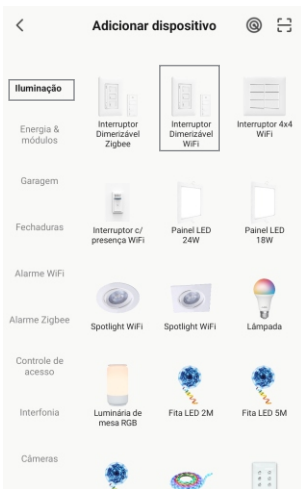 Adicionar dispositivo
Iluminação
Energia &
módulos
Garagem
Fechaduras
Alarme WiFi
Alarme Zigbee
Controle de
acesso
Interfonia
Câmeras
Interruptor
Dimerizável
Zigbee
Interruptor
Dimerizável
WiFi
Interruptor 4x4
WiFi
Interruptor c/
presença WiFi
Painel LED
24W
Painel LED
18W
Spotlight WiFi
Spotlight WiFi
Lâmpada
Luminária de
mesa RGB
Fita LED 2M
Fita LED 5M